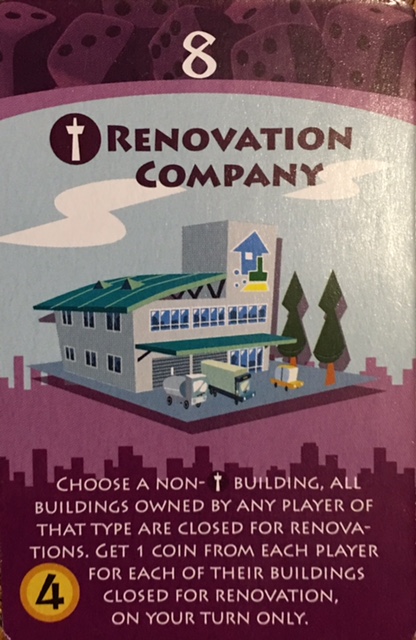 8
RENOVATION
COMPANY
CHOOSE A NON- BUILDING, ALL
BUILDINGS OWNED BY ANY PLAYER OF
THAT TYPE ARE CLOSED FOR RENOVA-
TIONS. GET 1 COIN FROM EACH PLAYER
FOR EACH OF THEIR BUILDINGS
CLOSED FOR RENOVATION,
ON YOUR TURN ONLY.
4